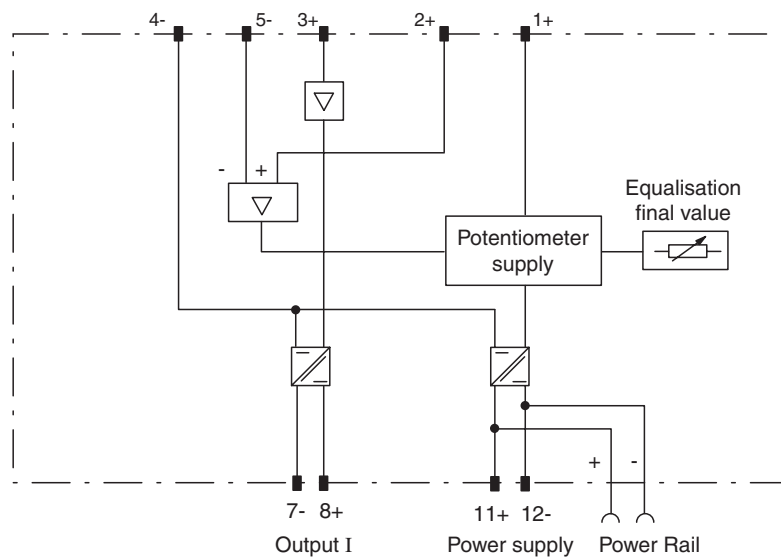 4- 5- 3+ 2+ 1+
- +
Equalisation
final value
Potentiometer
supply
+ -
7- 8+ 11+ 12-
Output I Power supply Power Rail